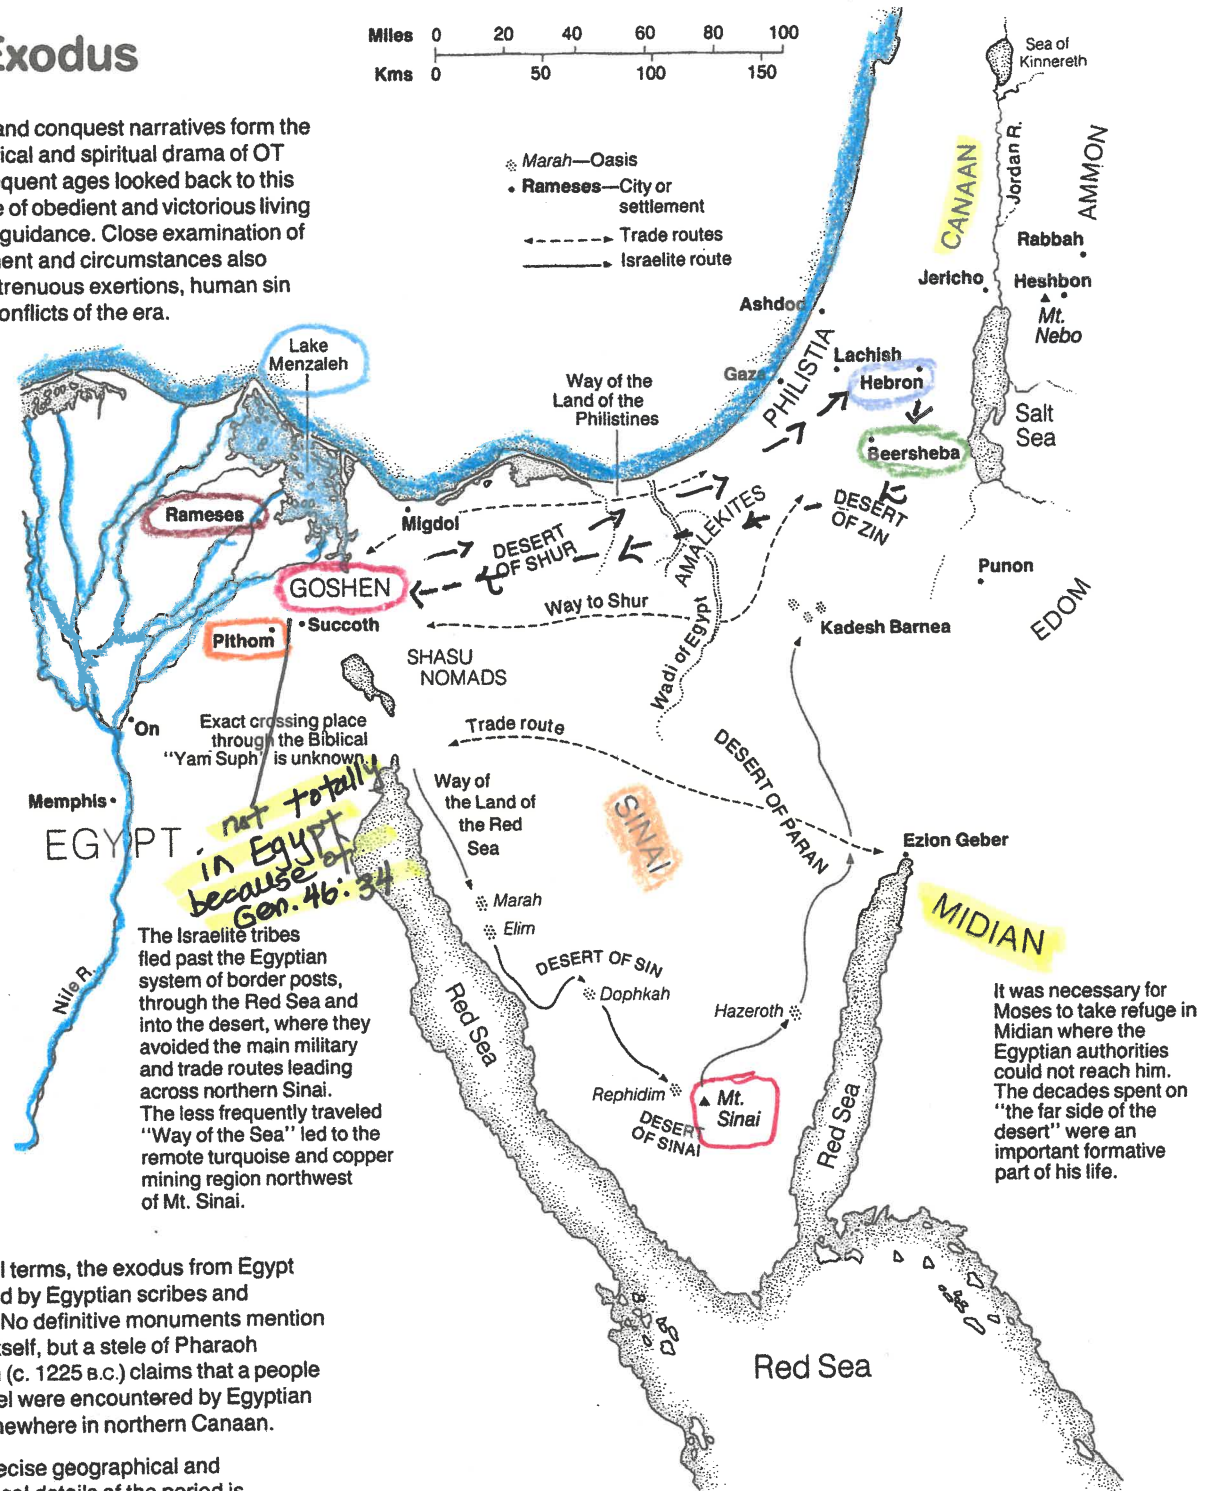 Exodus
and conquest narratives form the
ical and spiritual drama of OT
equent ages looked back to this
e of obedient and victorious living
guidance. Close examination of
ent and circumstances also
trenuous exertions, human sin
onflicts of the era.
Miles 0 20 40 60 80 100
Kms 0 50 100 150
Marah—Oasis
Rameses—City or
settlement
Trade routes
Israelite route
Sea of
Kinnereth
Jordan R.
CANAAN
AMMON
Rabbah
Jericho
Heshbon
Mt.
Nebo
Ashdod
PHILISTIA
Lachish
Gaza
Hebron
Salt
Sea
Beersheba
Lake
Menzaleh
Way of the
Land of the
Philistines
Rameses
Migdol
DESERT
OF SHUR
AMALEKITES
DESERT
OF ZIN
GOSHEN
Punon
EDOM
Way to Shur
Succoth
Pithom
Kadesh Barnea
Wadi of Egypt
SHASU
NOMADS
On
Exact crossing place
through the Biblical
"Yam Suph" is unknown.
Trade route
DESERT OF PARAN
Memphis
EGYPT
not totally
in Egypt
because of
Gen. 46:34
Way of
the Land of
the Red
Sea
SINAI
Ezion Geber
MIDIAN
Marah
Elim
DESERT OF SIN
Dophkah
Hazeroth
Nile R.
Red Sea
The Israelite tribes
fled past the Egyptian
system of border posts,
through the Red Sea and
into the desert, where they
avoided the main military
and trade routes leading
across northern Sinai.
The less frequently traveled
"Way of the Sea" led to the
remote turquoise and copper
mining region northwest
of Mt. Sinai.
Rephidim
Mt.
Sinai
DESERT
OF SINAI
Red Sea
It was necessary for
Moses to take refuge in
Midian where the
Egyptian authorities
could not reach him.
The decades spent on
"the far side of the
desert" were an
important formative
part of his life.
Red Sea
l terms, the exodus from Egypt
d by Egyptian scribes and
No definitive monuments mention
tself, but a stele of Pharaoh
(c. 1225 B.C.) claims that a people
el were encountered by Egyptian
newhere in northern Canaan.
ecise geographical and